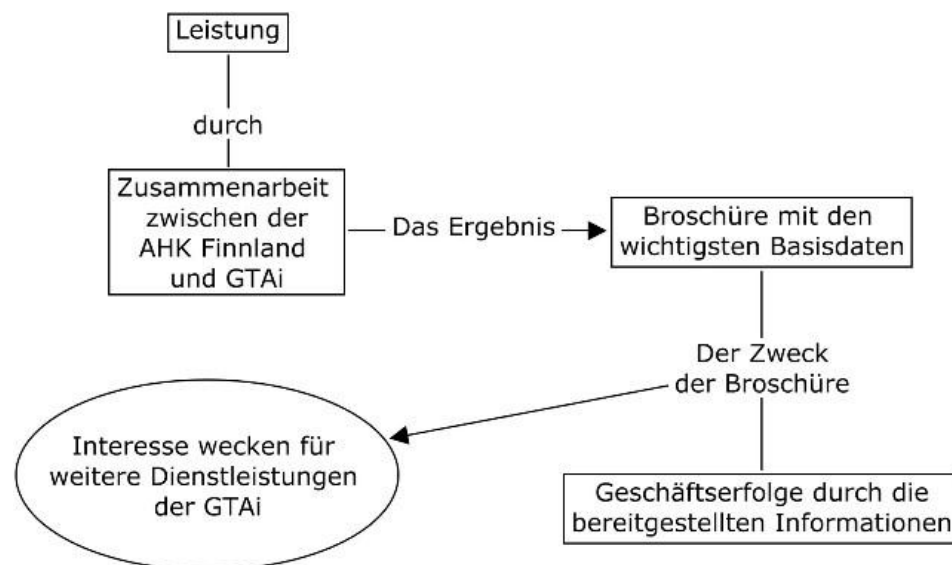 Leistung
durch
Zusammenarbeit
zwischen der
AHK Finnland
und GTAi
Das Ergebnis
Broschüre mit den
wichtigsten Basisdaten
Der Zweck
der Broschüre
Interesse wecken für
weitere Dienstleistungen
der GTAi
Geschäftserfolge durch die
bereitgestellten Informationen